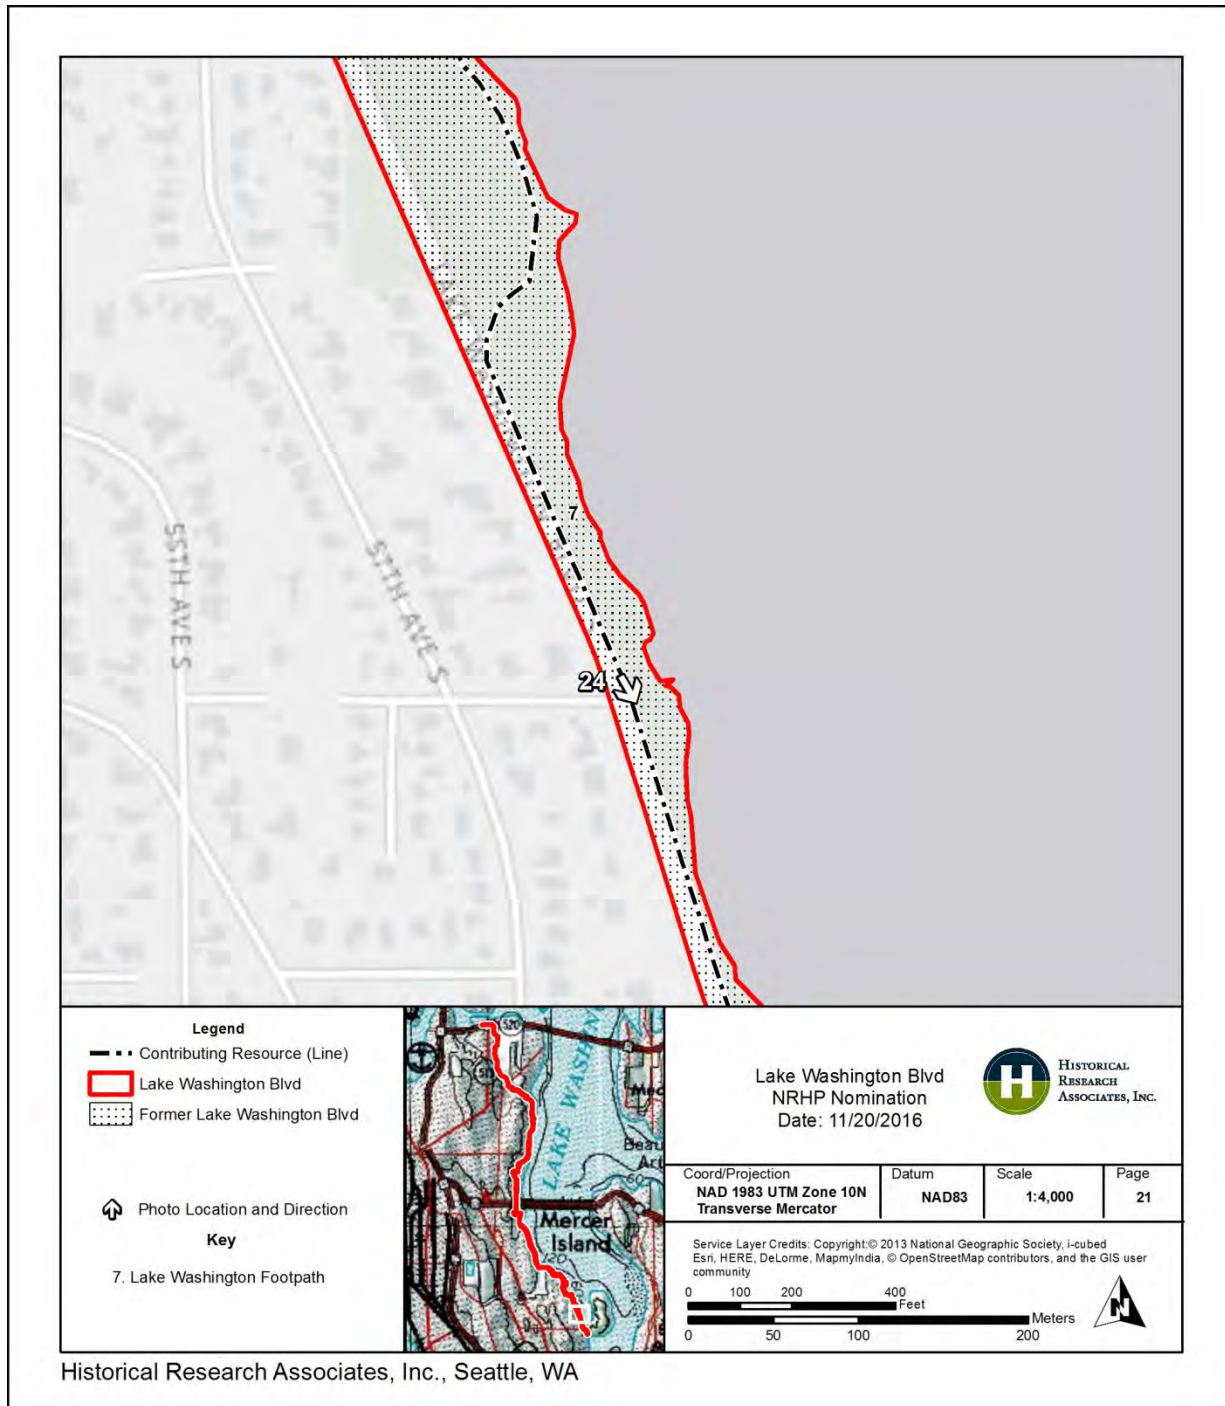 55TH AVE S
57TH AVE S
7
24
Legend
Contributing Resource (Line)
Lake Washington Blvd
Former Lake Washington Blvd
Photo Location and Direction
Key
7. Lake Washington Footpath
520
LAKE WASHIN
Mercer
Island
Lake Washington Blvd
NRHP Nomination
Date: 11/20/2016
H
HISTORICAL
RESEARCH
ASSOCIATES, INC.
Coord/Projection
NAD 1983 UTM Zone 10N
Transverse Mercator
Datum
NAD83
Scale
1:4,000
Page
21
Service Layer Credits: Copyright:© 2013 National Geographic Society, i-cubed
Esri, HERE, DeLorme, MapmyIndia, © OpenStreetMap contributors, and the GIS user
community
0 100 200 400
Feet
Meters
0 50 100 200
N
Historical Research Associates, Inc., Seattle, WA